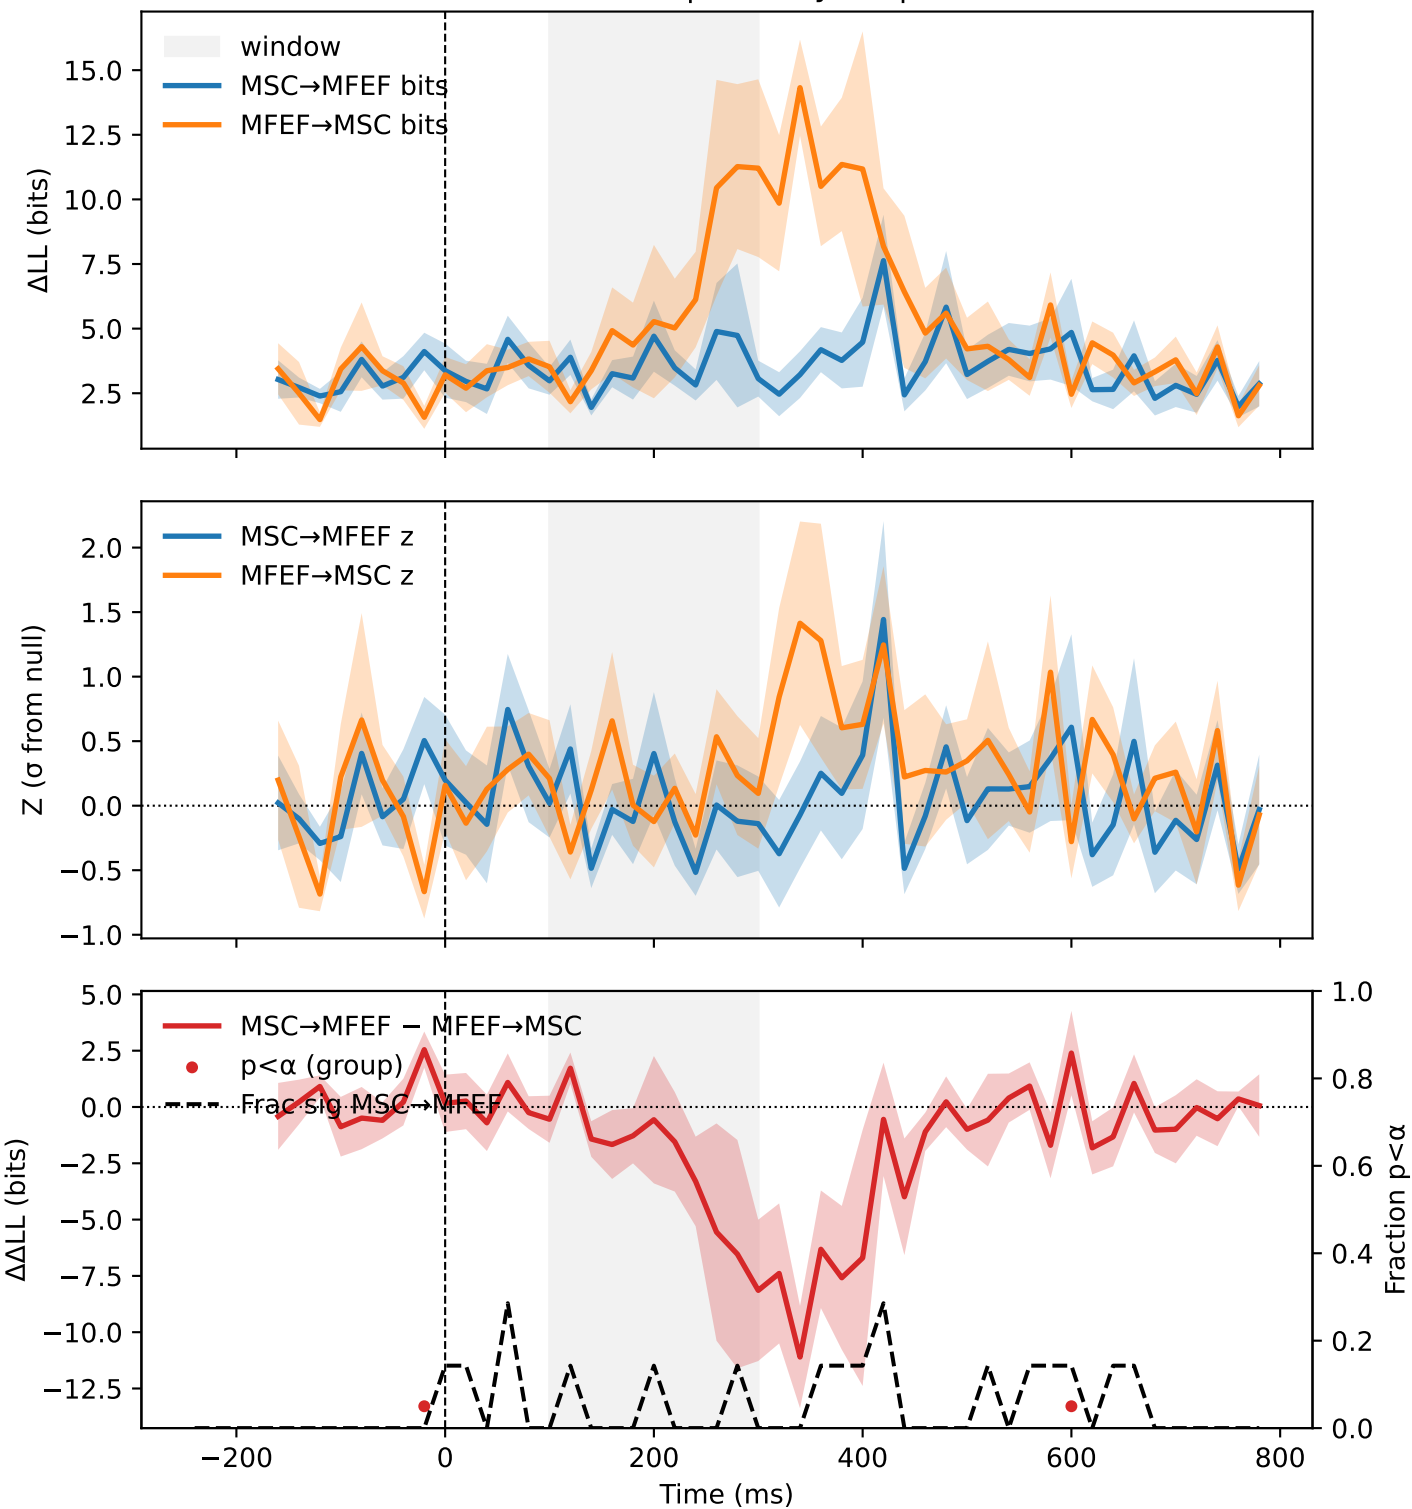 window
MSC→MFEF bits
MFEF→MSC bits
15.0
12.5
10.0
7.5
5.0
2.5
ΔLL (bits)
MSC→MFEF z
MFEF→MSC z
2.0
1.5
1.0
0.5
0.0
−0.5
−1.0
Z (σ from null)
MSC→MFEF − MFEF→MSC
p<α (group)
Frac sig MSC→MFEF
5.0
2.5
0.0
−2.5
−5.0
−7.5
−10.0
−12.5
ΔΔLL (bits)
1.0
0.8
0.6
0.4
0.2
0.0
Fraction p<α
−200
0
200
400
600
800
Time (ms)